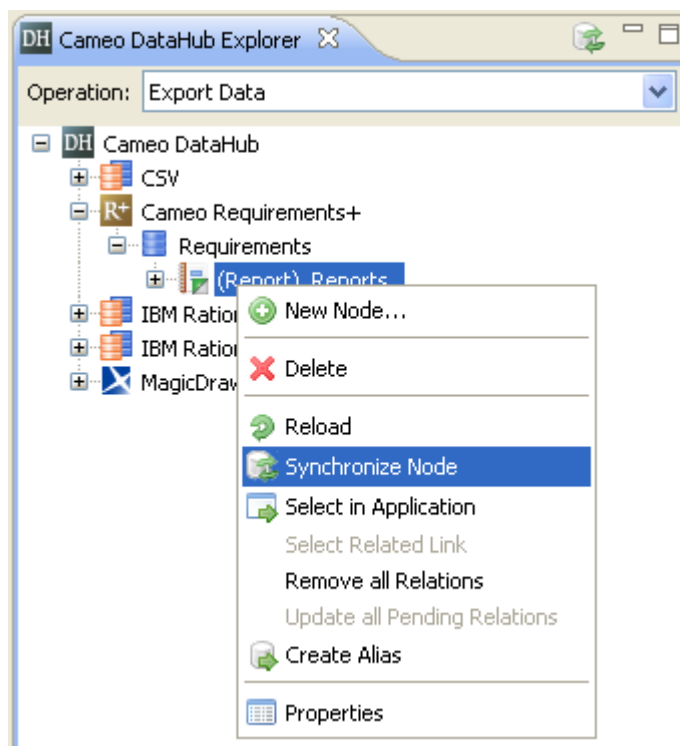 DH Cameo DataHub Explorer
Operation: Export Data
DH Cameo DataHub
CSV
R+ Cameo Requirements+
Requirements
(Report) Reports
IBM Ration
IBM Ration
MagicDraw
New Node...
Delete
Reload
Synchronize Node
Select in Application
Select Related Link
Remove all Relations
Update all Pending Relations
Create Alias
Properties